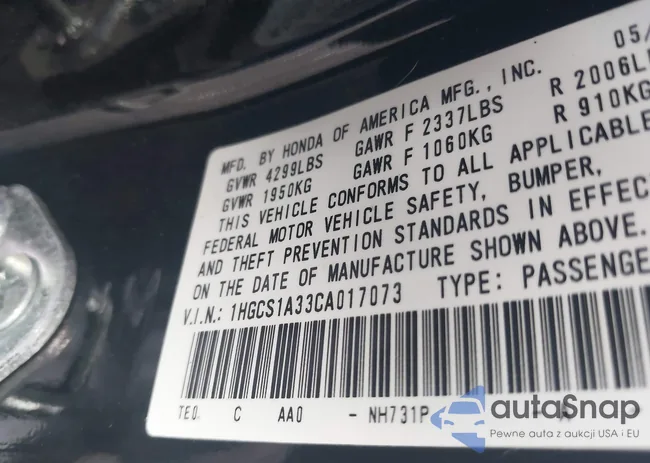 MFD. BY HONDA OF AMERICA MFG., INC. 05/
GVWR 4299LBS GAWR F 2337LBS R 2006L
GVWR 1950KG GAWR F 1060KG R 910KG
THIS VEHICLE CONFORMS TO ALL APPLICABLE
FEDERAL MOTOR VEHICLE SAFETY, BUMPER,
AND THEFT PREVENTION STANDARDS IN EFFEC
ON THE DATE OF MANUFACTURE SHOWN ABOVE.
V.I.N.: 1HGCS1A33CA017073 TYPE: PASSENGE
TE0 C AA0 - NH731P
autaSnap
Pewne auta z aukcji USA i EU